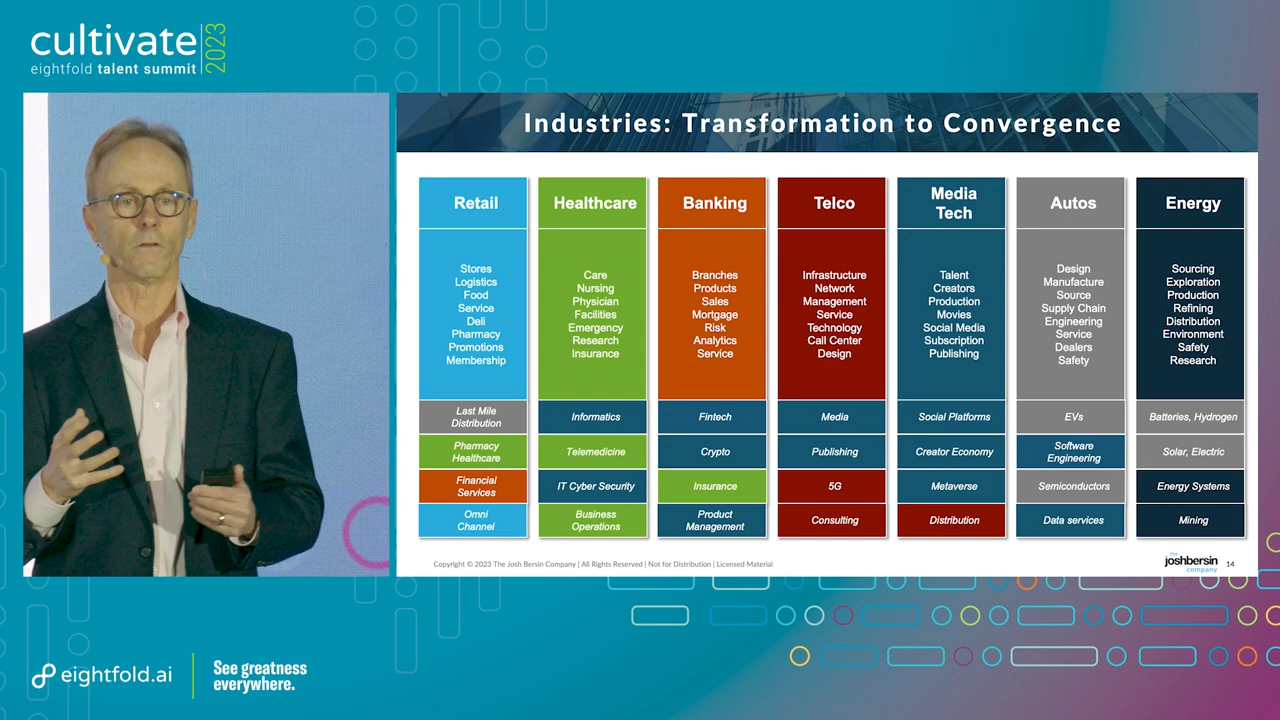 cultivate
2023
eightfold talent summit
Industries: Transformation to Convergence
Retail
Stores
Logistics
Food
Service
Deli
Pharmacy
Promotions
Membership
Last Mile
Distribution
Pharmacy
Healthcare
Financial
Services
Omni
Channel
Healthcare
Care
Nursing
Physician
Facilities
Emergency
Research
Insurance
Informatics
Telemedicine
IT Cyber Security
Business
Operations
Banking
Branches
Products
Sales
Mortgage
Risk
Analytics
Service
Fintech
Crypto
Insurance
Product
Management
Telco
Infrastructure
Network
Management
Service
Technology
Call Center
Design
Media
Publishing
5G
Consulting
Media
Tech
Talent
Creators
Production
Movies
Social Media
Subscription
Publishing
Social Platforms
Creator Economy
Metaverse
Distribution
Autos
Design
Manufacture
Source
Supply Chain
Engineering
Service
Dealers
Safety
EVs
Software
Engineering
Semiconductors
Data services
Energy
Sourcing
Exploration
Production
Refining
Distribution
Environment
Safety
Research
Batteries, Hydrogen
Solar, Electric
Energy Systems
Mining
Copyright © 2023 The Josh Bersin Company | All Rights Reserved | Not for Distribution | Licensed Material
the
joshbersin
company
14
eightfold.ai
See greatness
everywhere.